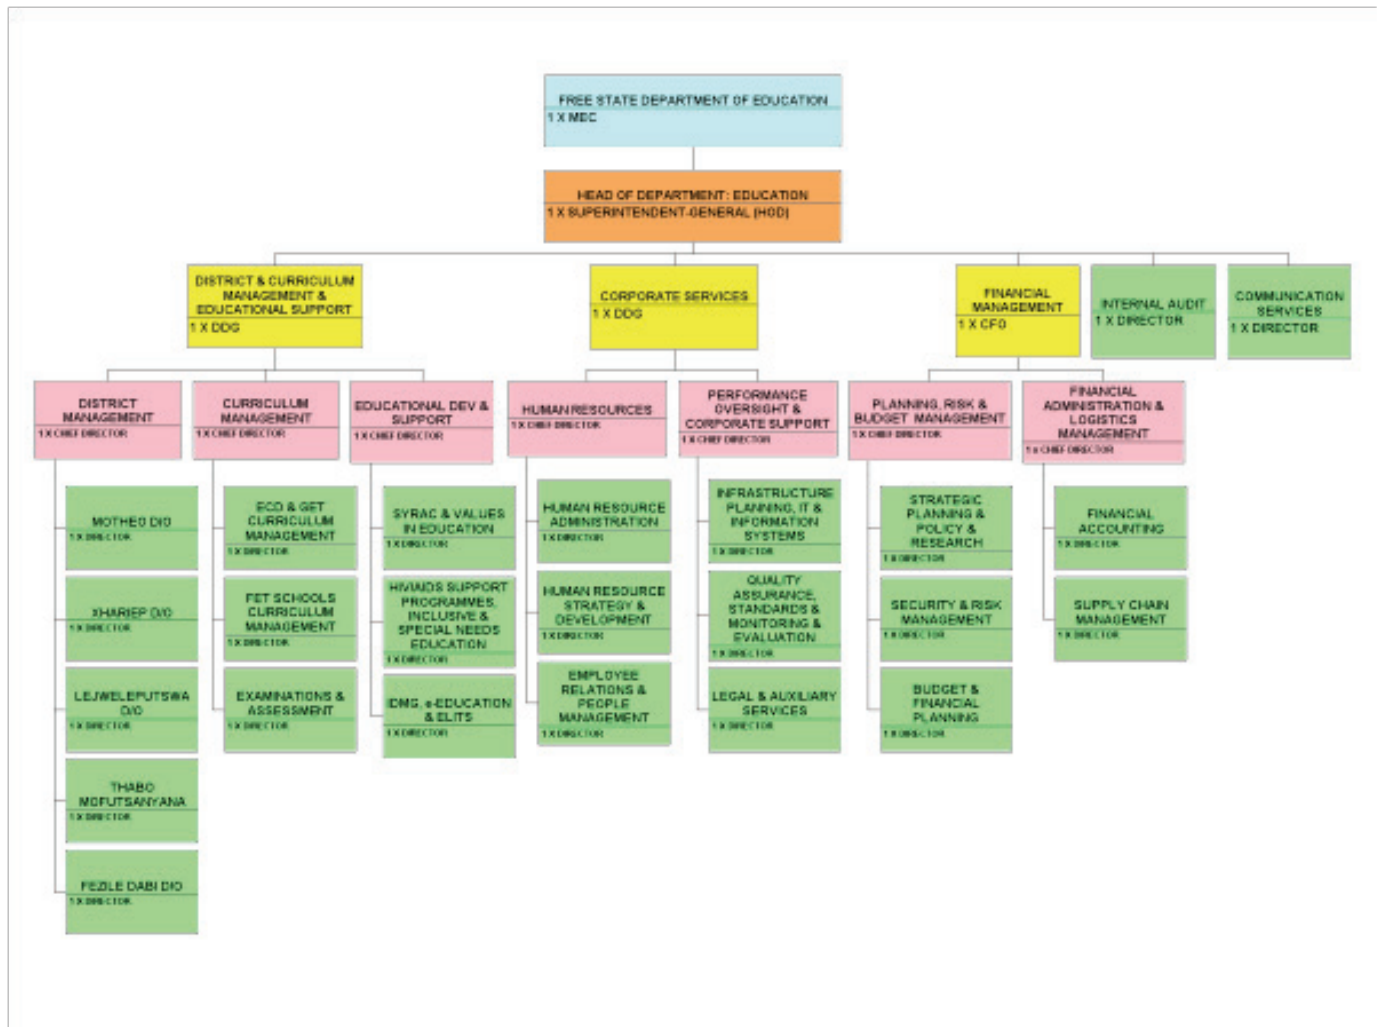 FREE STATE DEPARTMENT OF EDUCATION
1 X MEC
HEAD OF DEPARTMENT: EDUCATION
1 X SUPERINTENDENT-GENERAL (HOD)
DISTRICT & CURRICULUM
MANAGEMENT &
EDUCATIONAL SUPPORT
1 X DDG
CORPORATE SERVICES
1 X DDG
FINANCIAL
MANAGEMENT
1 X CFO
INTERNAL AUDIT
1 X DIRECTOR
COMMUNICATION
SERVICES
1 X DIRECTOR
DISTRICT
MANAGEMENT
1 X CHIEF DIRECTOR
CURRICULUM
MANAGEMENT
1 X CHIEF DIRECTOR
EDUCATIONAL DEV &
SUPPORT
1 X CHIEF DIRECTOR
HUMAN RESOURCES
1 X CHIEF DIRECTOR
PERFORMANCE
OVERSIGHT &
CORPORATE SUPPORT
1 X CHIEF DIRECTOR
PLANNING, RISK &
BUDGET MANAGEMENT
1 X CHIEF DIRECTOR
FINANCIAL
ADMINISTRATION &
LOGISTICS
MANAGEMENT
1 x CHIEF DIRECTOR
MOTHEO D/O
1 X DIRECTOR
XHARIEP D/O
1 X DIRECTOR
LEJWELEPUTSWA
D/O
1 X DIRECTOR
THABO
MOFUTSANYANA
1 X DIRECTOR
FEZILE DABI D/O
1 X DIRECTOR
ECD & GET
CURRICULUM
MANAGEMENT
1 X DIRECTOR
FET SCHOOLS
CURRICULUM
MANAGEMENT
1 X DIRECTOR
EXAMINATIONS &
ASSESSMENT
1 X DIRECTOR
SYRAC & VALUES
IN EDUCATION
1 X DIRECTOR
HIV/AIDS SUPPORT
PROGRAMMES,
INCLUSIVE &
SPECIAL NEEDS
EDUCATION
1 X DIRECTOR
IDMG, e-EDUCATION
& ELITS
1 X DIRECTOR
HUMAN RESOURCE
ADMINISTRATION
1 X DIRECTOR
HUMAN RESOURCE
STRATEGY &
DEVELOPMENT
1 X DIRECTOR
EMPLOYEE
RELATIONS &
PEOPLE
MANAGEMENT
1 X DIRECTOR
INFRASTRUCTURE
PLANNING, IT &
INFORMATION
SYSTEMS
1 X DIRECTOR
QUALITY
ASSURANCE,
STANDARDS &
MONITORING &
EVALUATION
1 X DIRECTOR
LEGAL & AUXILIARY
SERVICES
1 X DIRECTOR
STRATEGIC
PLANNING &
POLICY &
RESEARCH
1 X DIRECTOR
SECURITY & RISK
MANAGEMENT
1 X DIRECTOR
BUDGET &
FINANCIAL
PLANNING
1 X DIRECTOR
FINANCIAL
ACCOUNTING
1 X DIRECTOR
SUPPLY CHAIN
MANAGEMENT
1 X DIRECTOR